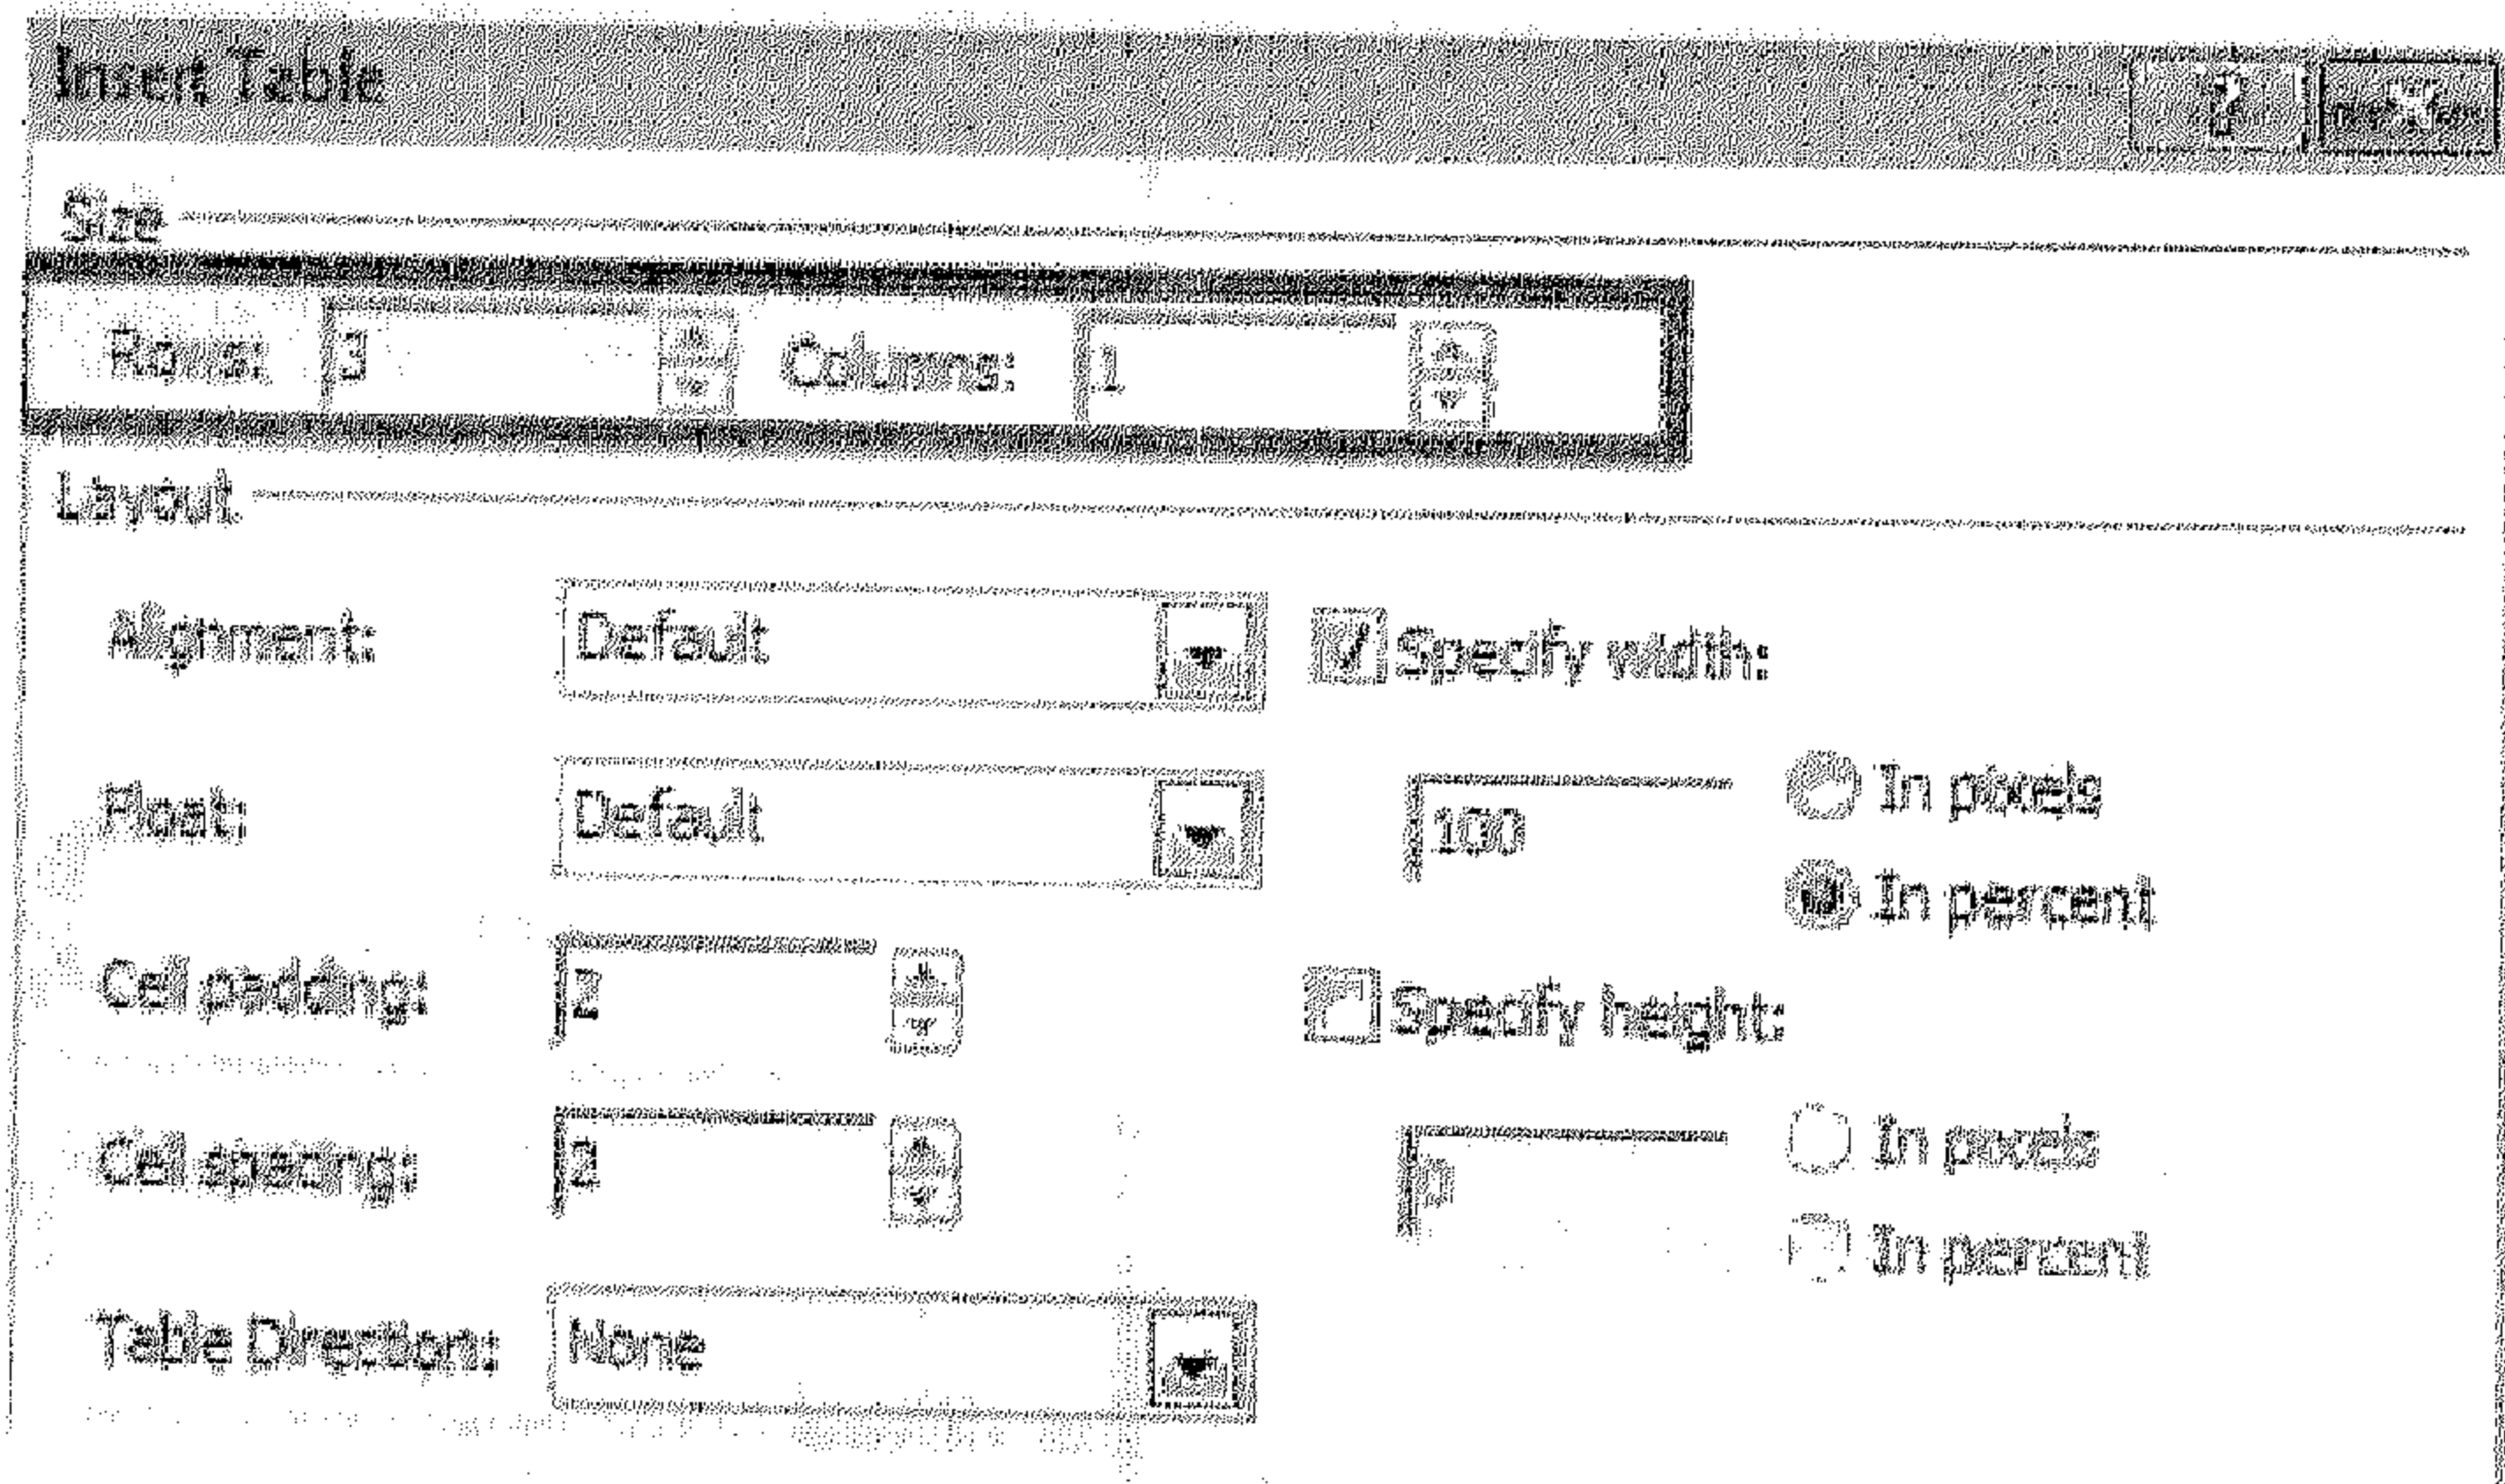 Insert Table
Size
Rows: 3 Columns: 1
Layout
Alignment: Default Specify width:
Float: Default 100 In pixels
In percent
Cell padding: 2 Specify height:
Cell spacing: 2 0 In pixels
In percent
Table Direction: None